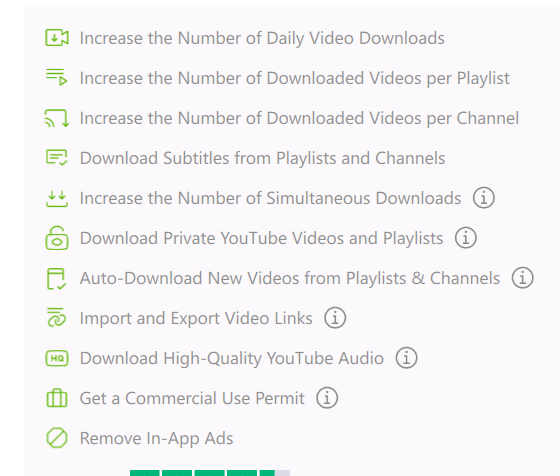 Increase the Number of Daily Video Downloads
Increase the Number of Downloaded Videos per Playlist
Increase the Number of Downloaded Videos per Channel
Download Subtitles from Playlists and Channels
Increase the Number of Simultaneous Downloads
Download Private YouTube Videos and Playlists
Auto-Download New Videos from Playlists & Channels
Import and Export Video Links
HQ Download High-Quality YouTube Audio
Get a Commercial Use Permit
Remove In-App Ads